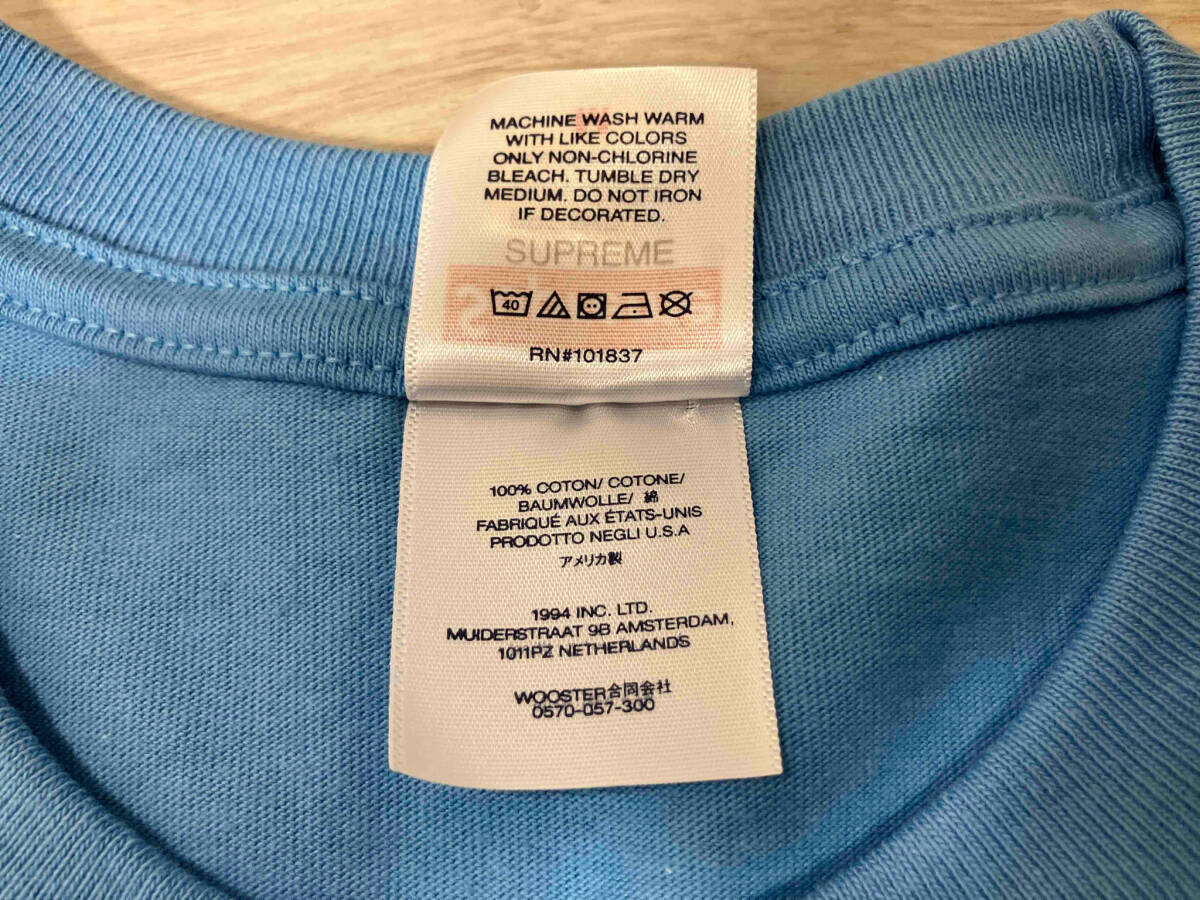 MACHINE WASH WARM
WITH LIKE COLORS
ONLY NON-CHLORINE
BLEACH. TUMBLE DRY
MEDIUM. DO NOT IRON
IF DECORATED.
SUPREME
40
RN#101837
100% COTON/ COTONE/
BAUMWOLLE/ 綿
FABRIQUÉ AUX ÉTATS-UNIS
PRODOTTO NEGLI U.S.A
アメリカ製
1994 INC. LTD.
MUIDERSTRAAT 9B AMSTERDAM,
1011PZ NETHERLANDS
WOOSTER合同会社
0570-057-300